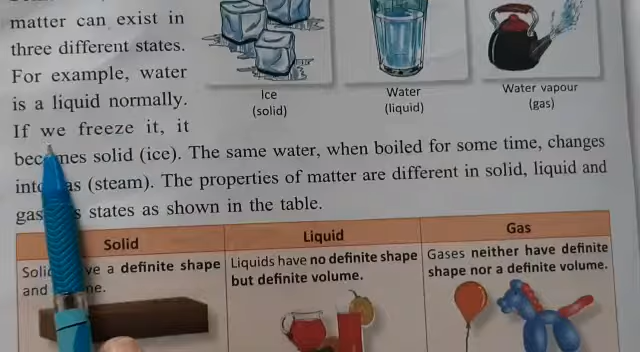 matter can exist in
three different states.
For example, water
is a liquid normally.
If we freeze it, it
Ice
(solid)
Water
(liquid)
Water vapour
(gas)
mes solid (ice). The same water, when boiled for some time, changes
(steam). The properties of matter are different in solid, liquid and
states as shown in the table.
Solid
Liquid
Gas
a definite shape
and
Liquids have no definite shape
but definite volume.
Gases neither have definite
shape nor a definite volume.